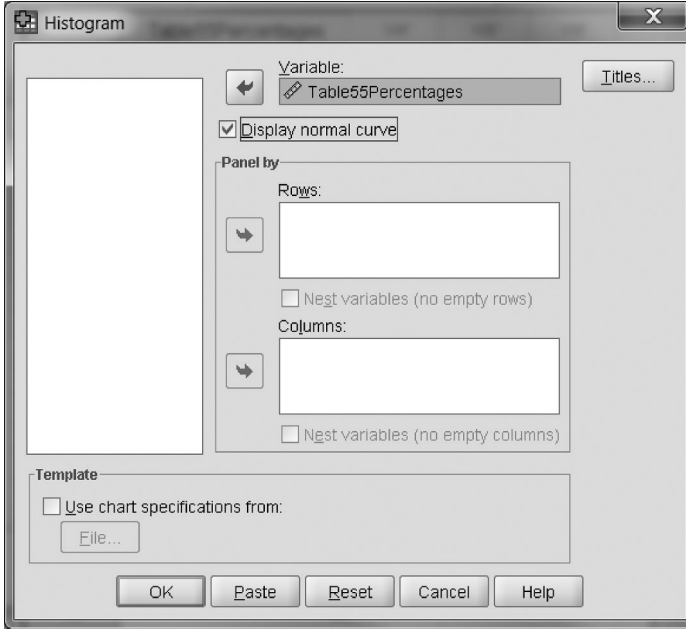 Histogram
Variable:
Table55Percentages
Titles...
Display normal curve
Panel by
Rows:
Nest variables (no empty rows)
Columns:
Nest variables (no empty columns)
Template
Use chart specifications from:
File...
OK
Paste
Reset
Cancel
Help